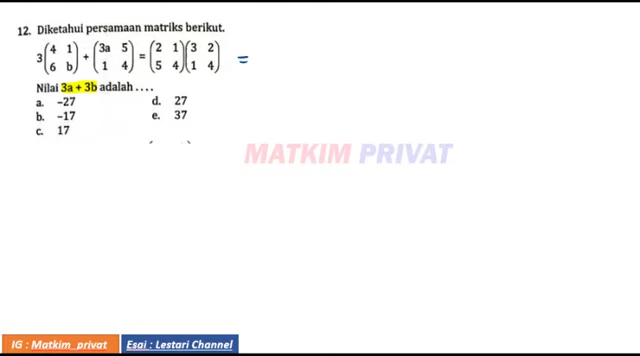 12. Diketahui persamaan matriks berikut.
3(4 1 6 b) + (3a 5 1 4) = (2 1 5 4)(3 2 1 4) =
Nilai 3a + 3b adalah . . . .
a. −27 d. 27
b. −17 e. 37
c. 17
MATKIM PRIVAT
IG : Matkim_privat Esai : Lestari Channel